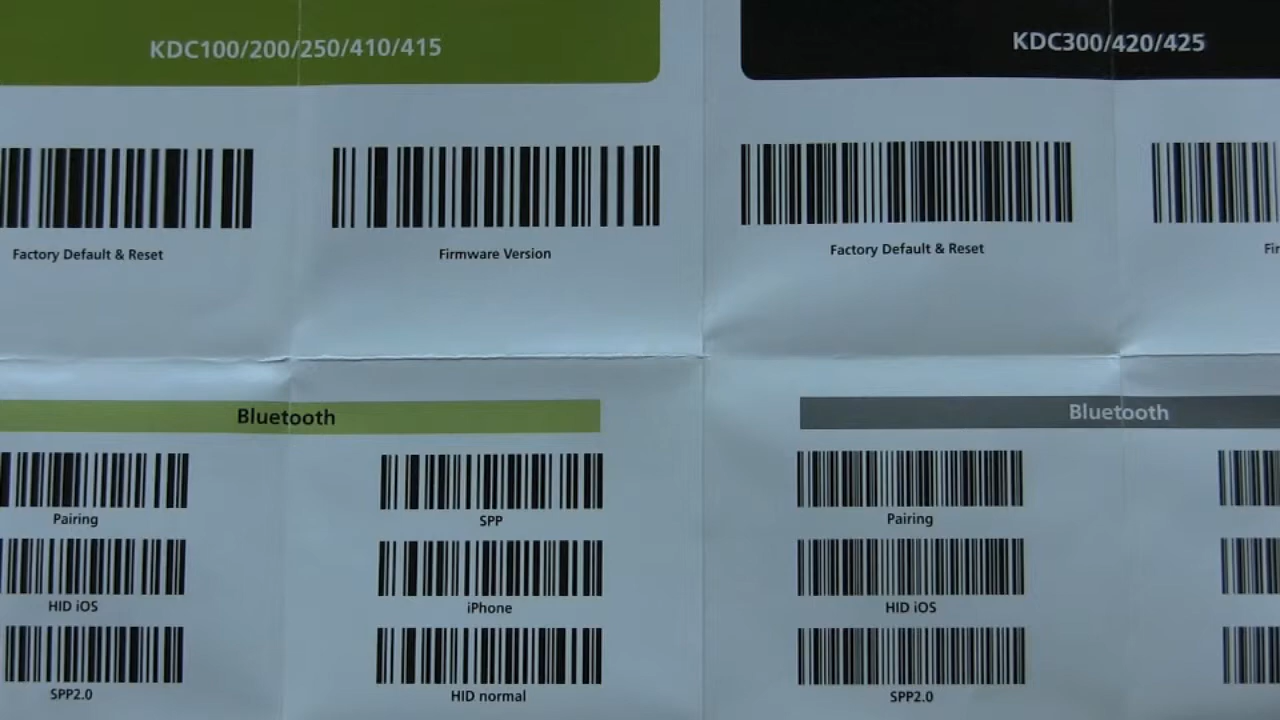 KDC100/200/250/410/415
Factory Default & Reset
Firmware Version
Bluetooth
Pairing
SPP
HID iOS
iPhone
SPP2.0
HID normal
KDC300/420/425
Factory Default & Reset
Fir
Bluetooth
Pairing
HID iOS
SPP2.0